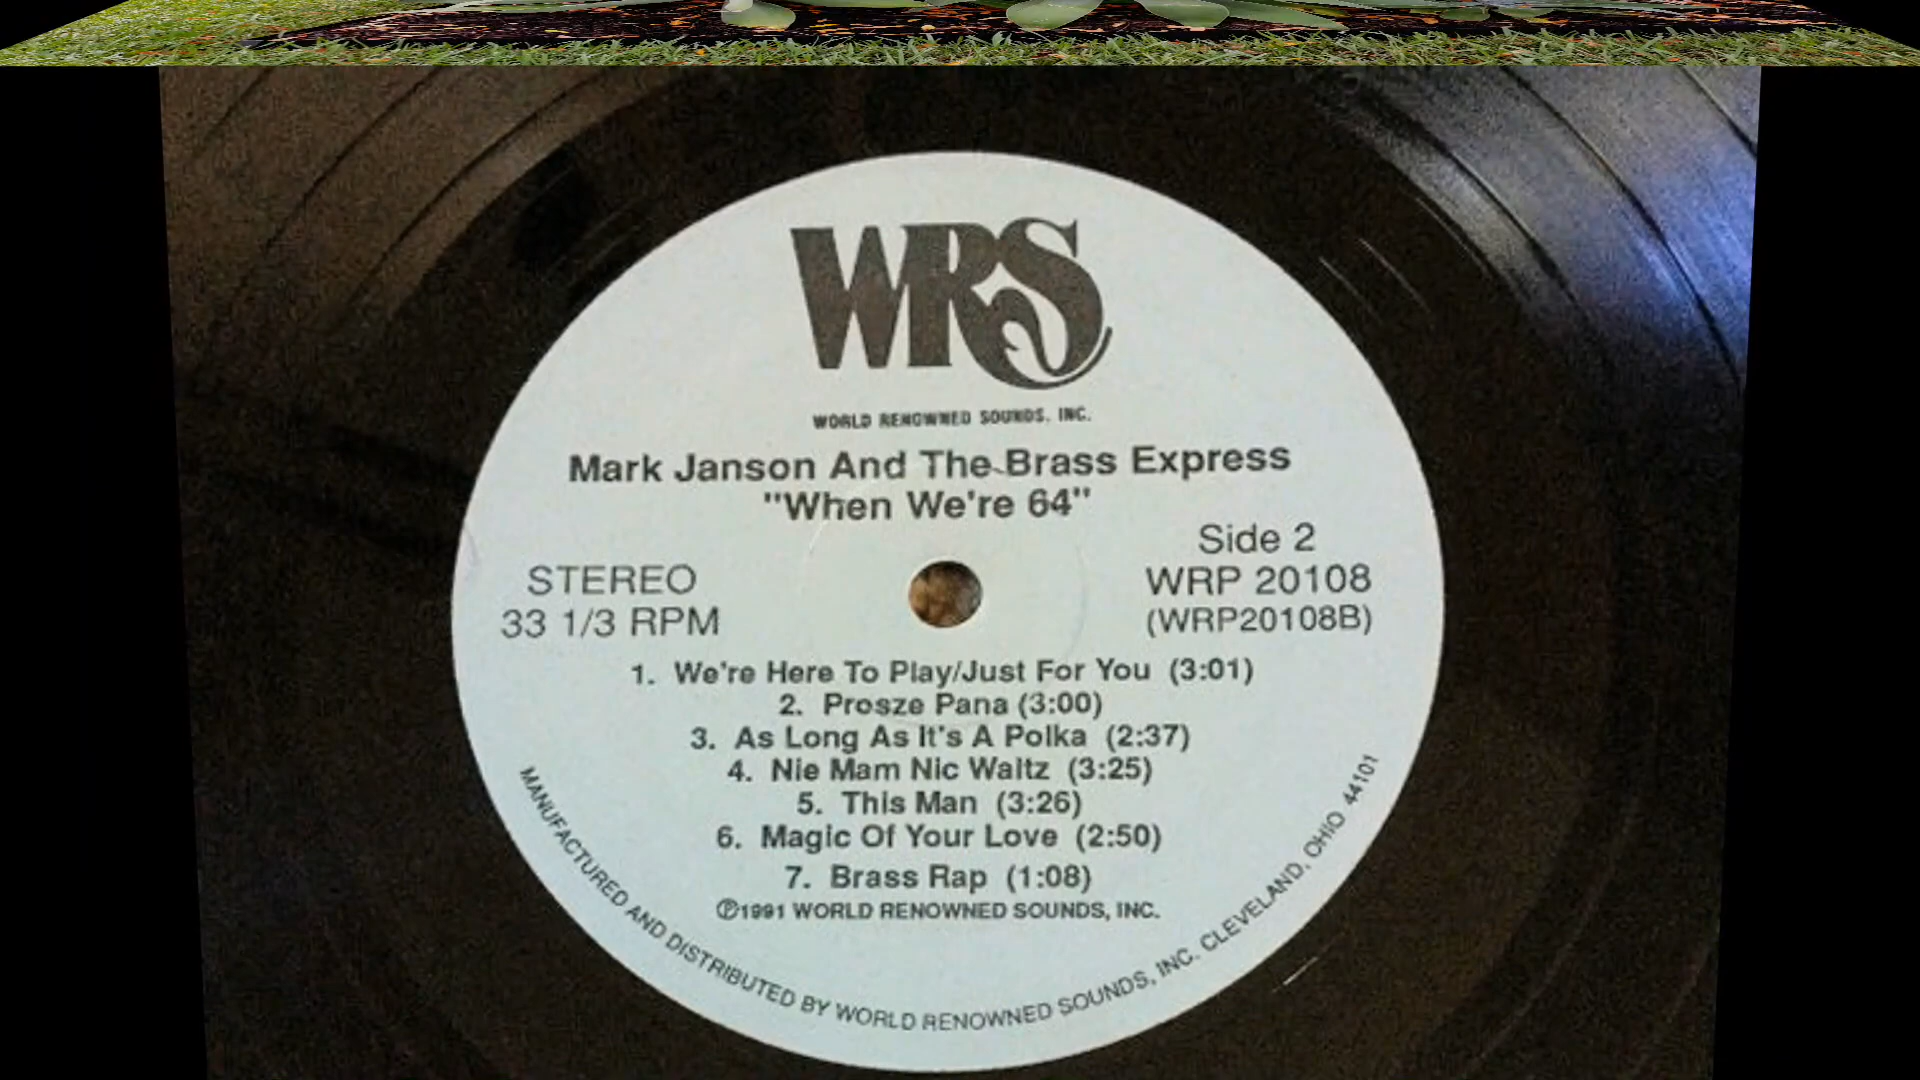 WRS
WORLD RENOWNED SOUNDS, INC.
Mark Janson And The Brass Express
"When We're 64"
Side 2
STEREO
WRP 20108
33 1/3 RPM
(WRP20108B)
1. We're Here To Play/Just For You (3:01)
2. Prosze Pana (3:00)
3. As Long As It's A Polka (2:37)
4. Nie Mam Nic Waltz (3:25)
5. This Man (3:26)
6. Magic Of Your Love (2:50)
7. Brass Rap (1:08)
℗1991 WORLD RENOWNED SOUNDS, INC.
MANUFACTURED AND DISTRIBUTED BY WORLD RENOWNED SOUNDS, INC. CLEVELAND, OHIO 44101